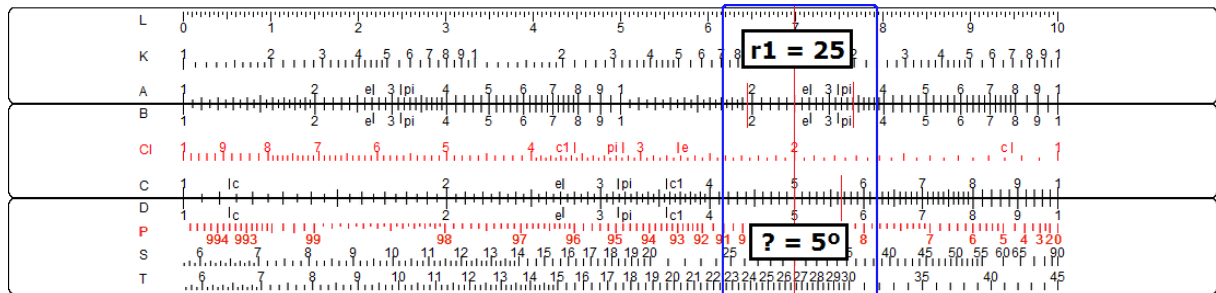 L 0 1 2 3 4 5 6 7 8 9 10
K 1 2 3 4 5 6 7 8 9 1 2 3 4 5 6 7 8 r1 = 25 2 3 4 5 6 7 8 9 1
A 1 2 e 3 pi 4 5 6 7 8 9 1 2 e 3 pi 4 5 6 7 8 9 1
B 1 2 e 3 pi 4 5 6 7 8 9 1 2 e 3 pi 4 5 6 7 8 9 1
CI 1 9 8 7 6 5 4 c1 pi 3 e 2 c 1
C 1 c 2 e 3 pi c1 4 5 6 7 8 9 1
D 1 c 2 e 3 pi c1 4 5 6 7 8 9 1
P 994 993 99 98 97 96 95 94 93 92 91 9 ? = 5º 8 7 6 5 4 3 2 0
S 6 7 8 9 10 11 12 13 14 15 16 17 18 19 20 25 40 45 50 55 60 65 90
T 6 7 8 9 10 11 12 13 14 15 16 17 18 19 20 21 22 23 24 25 26 27 28 29 30 35 40 45